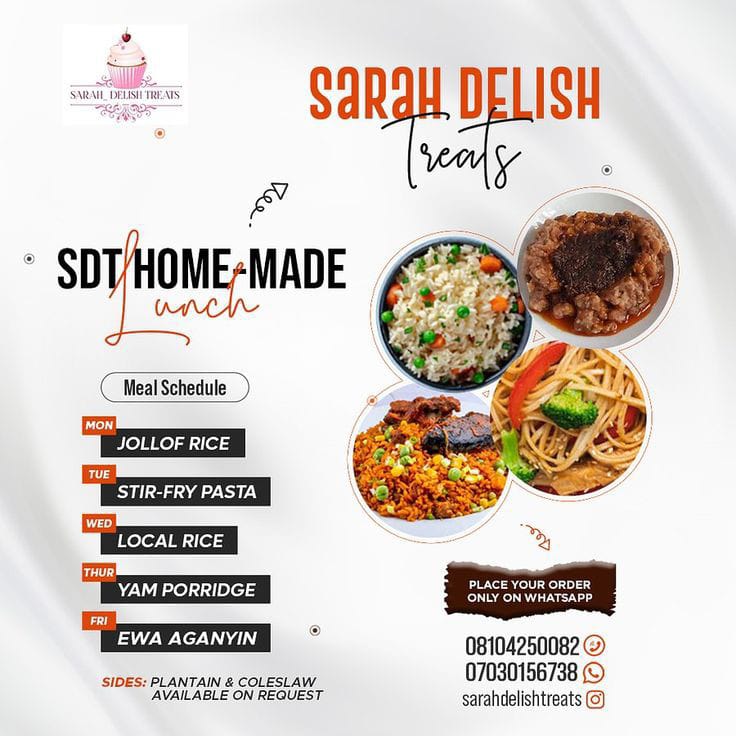 SARAH_DELISH TREATS
SARAH DELISH
Treats
SDT HOME-MADE
Lunch
Meal Schedule
MON
JOLLOF RICE
TUE
STIR-FRY PASTA
WED
LOCAL RICE
THUR
YAM PORRIDGE
FRI
EWA AGANYIN
SIDES: PLANTAIN & COLESLAW
AVAILABLE ON REQUEST
PLACE YOUR ORDER
ONLY ON WHATSAPP
08104250082
07030156738
sarahdelishtreats